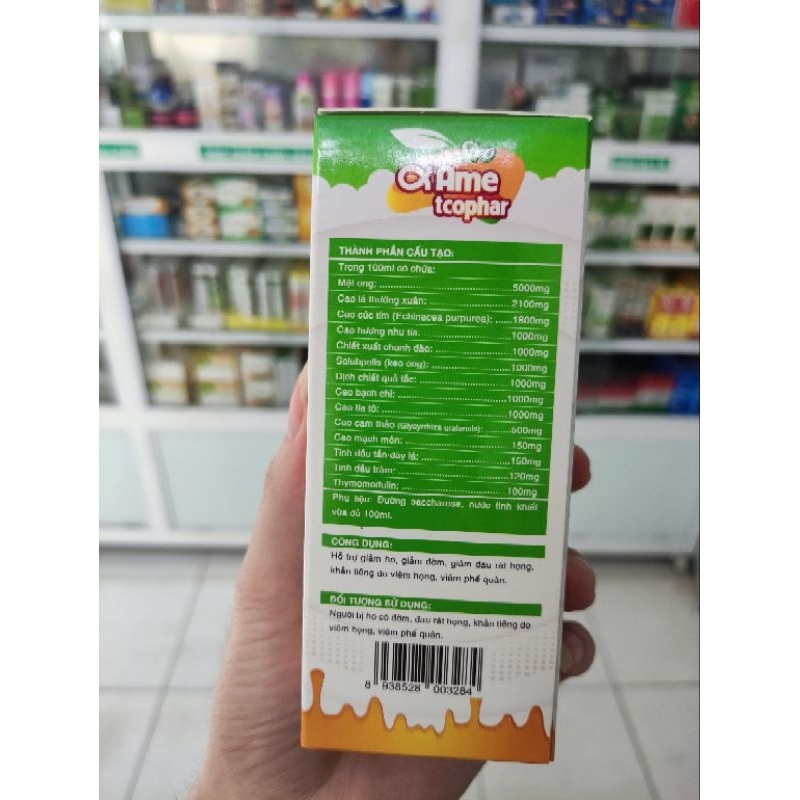 Ame
tcophar
THÀNH PHẦN CẤU TẠO:
Trong 100ml có chứa:
Mật ong: 5000mg
Cao lá thường xuân: 2100mg
Cao cúc tím (Echinacea purpurea): 1800mg
Cao hương nhu tía: 1000mg
Chiết xuất chanh đào: 1000mg
Solubpolis (keo ong): 1000mg
Dịch chiết quả tắc: 1000mg
Cao bạch chỉ: 1000mg
Cao tía tô: 1000mg
Cao cam thảo (Glycyrrhiza uralensis): 500mg
Cao mạch môn: 150mg
Tinh dầu tần dày lá: 150mg
Tinh dầu tràm: 120mg
Thymomodulin: 100mg
Phụ liệu: Đường saccharose, nước tinh khiết
vừa đủ 100ml.
CÔNG DỤNG:
Hỗ trợ giảm ho, giảm đờm, giảm đau rát họng,
khản tiếng do viêm họng, viêm phế quản.
ĐỐI TƯỢNG SỬ DỤNG:
Người bị ho có đờm, đau rát họng, khản tiếng do
viêm họng, viêm phế quản.
8 938528 003284